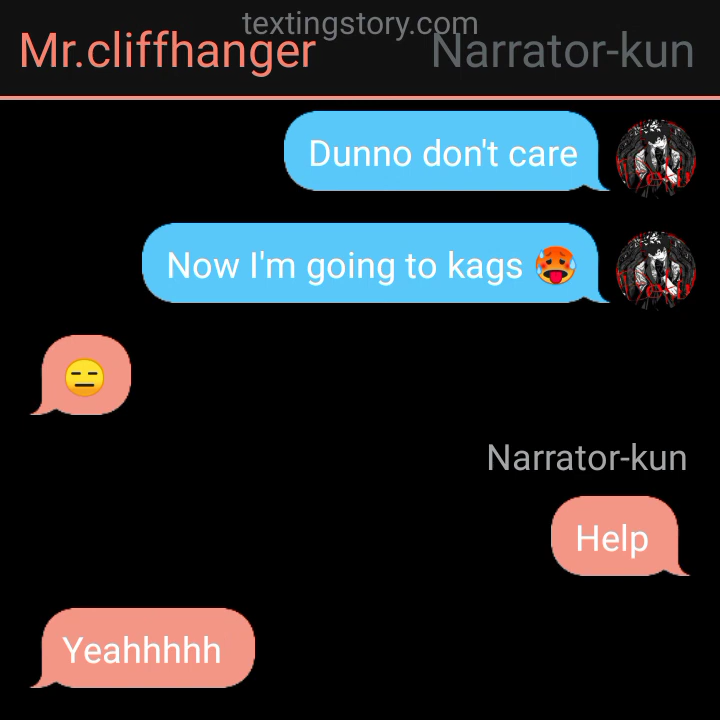 textingstory.com
Mr.cliffhanger Narrator-kun
Dunno don't care
Now I'm going to kags 🥵
😑
Narrator-kun
Help
Yeahhhhh